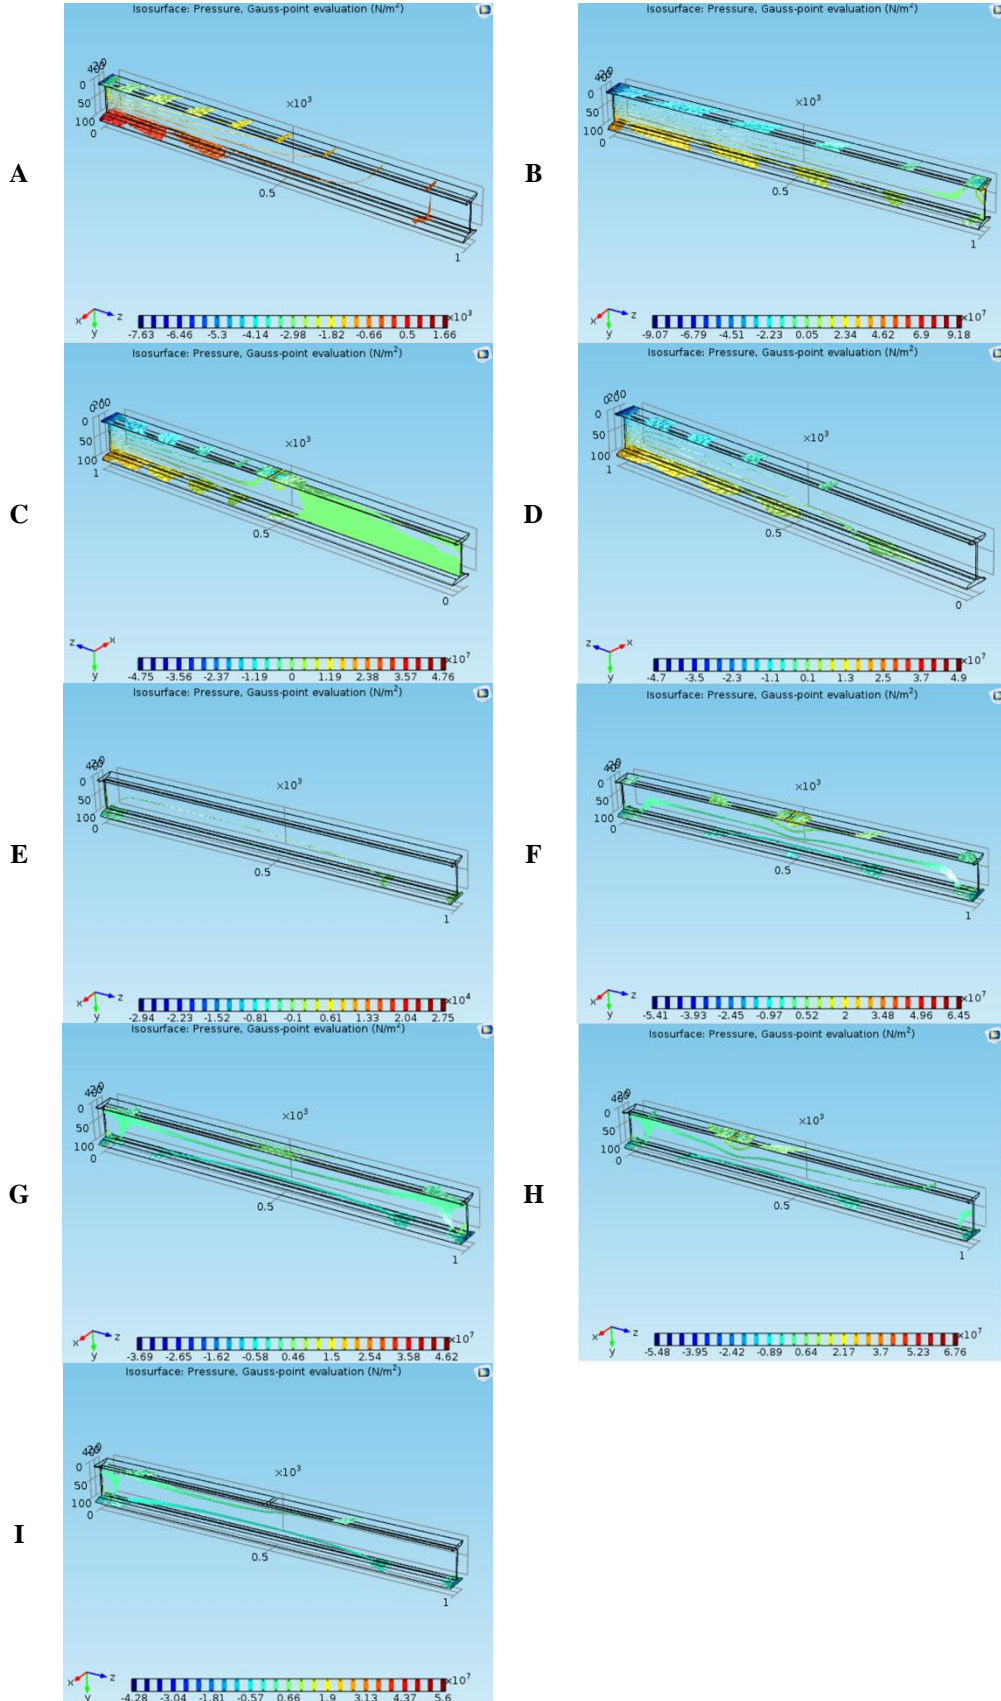 Isosurface: Pressure, Gauss-point evaluation (N/m²)
×10³
0
50
100
0
0.5
1
A
x y z
×10³
-7.63 -6.46 -5.3 -4.14 -2.98 -1.82 -0.66 0.5 1.66
×10³
0
50
100
0
0.5
1
B
x y z
×10⁷
-9.07 -6.79 -4.51 -2.23 0.05 2.34 4.62 6.9 9.18
Isosurface: Pressure, Gauss-point evaluation (N/m²)
Isosurface: Pressure, Gauss-point evaluation (N/m²)
×10³
0
50
100
1
0.5
0
C
z x y
×10⁷
-4.75 -3.56 -2.37 -1.19 0 1.19 2.38 3.57 4.76
Isosurface: Pressure, Gauss-point evaluation (N/m²)
×10³
0
50
100
1
0.5
0
D
z x y
×10⁷
-4.7 -3.5 -2.3 -1.1 0.1 1.3 2.5 3.7 4.9
Isosurface: Pressure, Gauss-point evaluation (N/m²)
×10³
0
50
100
0
0.5
1
E
x y z
×10⁴
-2.94 -2.23 -1.52 -0.81 -0.1 0.61 1.33 2.04 2.75
Isosurface: Pressure, Gauss-point evaluation (N/m²)
×10³
0
50
100
0
0.5
1
F
x y z
×10⁷
-5.41 -3.93 -2.45 -0.97 0.52 2 3.48 4.96 6.45
Isosurface: Pressure, Gauss-point evaluation (N/m²)
×10³
0
50
100
0
0.5
1
G
x y z
×10⁷
-3.69 -2.65 -1.62 -0.58 0.46 1.5 2.54 3.58 4.62
Isosurface: Pressure, Gauss-point evaluation (N/m²)
×10³
0
50
100
0
0.5
1
H
x y z
×10⁷
-5.48 -3.95 -2.42 -0.89 0.64 2.17 3.7 5.23 6.76
Isosurface: Pressure, Gauss-point evaluation (N/m²)
×10³
0
50
100
0
0.5
1
I
x y z
×10⁷
-4.28 -3.04 -1.81 -0.57 0.66 1.9 3.13 4.37 5.6